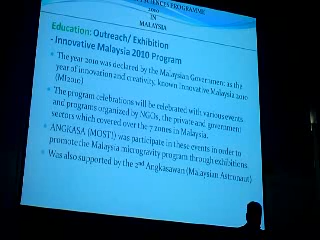 SCIENCES PROGRAMME
IN
MALAYSIA
Education: Outreach/ Exhibition
- Innovative Malaysia 2010 Program
• The year 2010 was declared by the Malaysian Government as the
year of innovation and creativity, known Innovative Malaysia 2010
(MI2010)
• The program celebrations will be celebrated with various events
and programs organized by NGOs, the private and government
sectors which covered over the 7 zones in Malaysia.
• ANGKASA (MOSTI) was participate in these events in order to
promote the Malaysia microgravity program through exhibitions.
• Was also supported by the 2nd Angkasawan (Malaysian Astronaut)